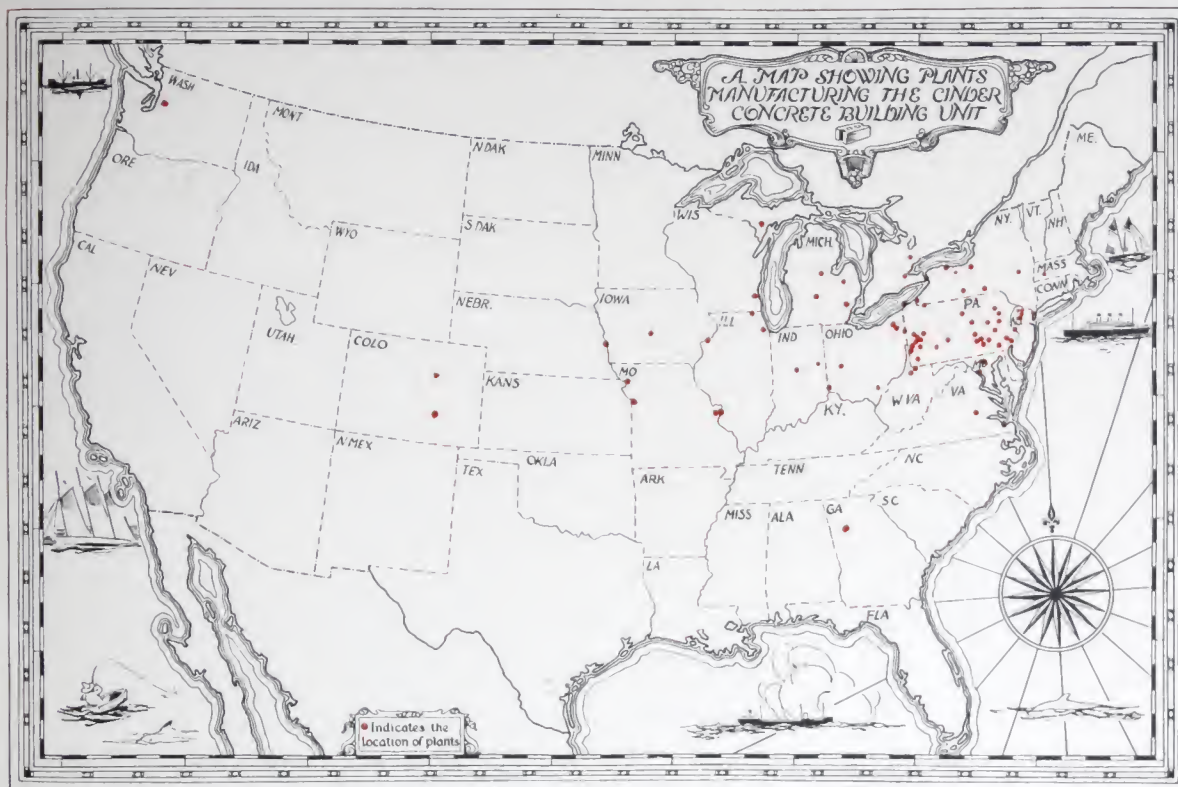 A MAP SHOWING PLANTS
MANUFACTURING THE CINDER
CONCRETE BUILDING UNIT
WASH
MONT
N DAK
MINN
ME.
ORE
IDA
S DAK
WIS
MICH.
NY.
VT.
NH
WYO
CAL
NEV
NEBR.
IOWA
MASS
CONN
UTAH
COLO
ILL
IND
OHIO
PA
NJ
KANS
MO
KY.
W VA
VA
MD
ARIZ
N MEX
TEX
OKLA
ARK
TENN
NC
SC
MISS
ALA
GA
LA
FLA
Indicates the
location of plants